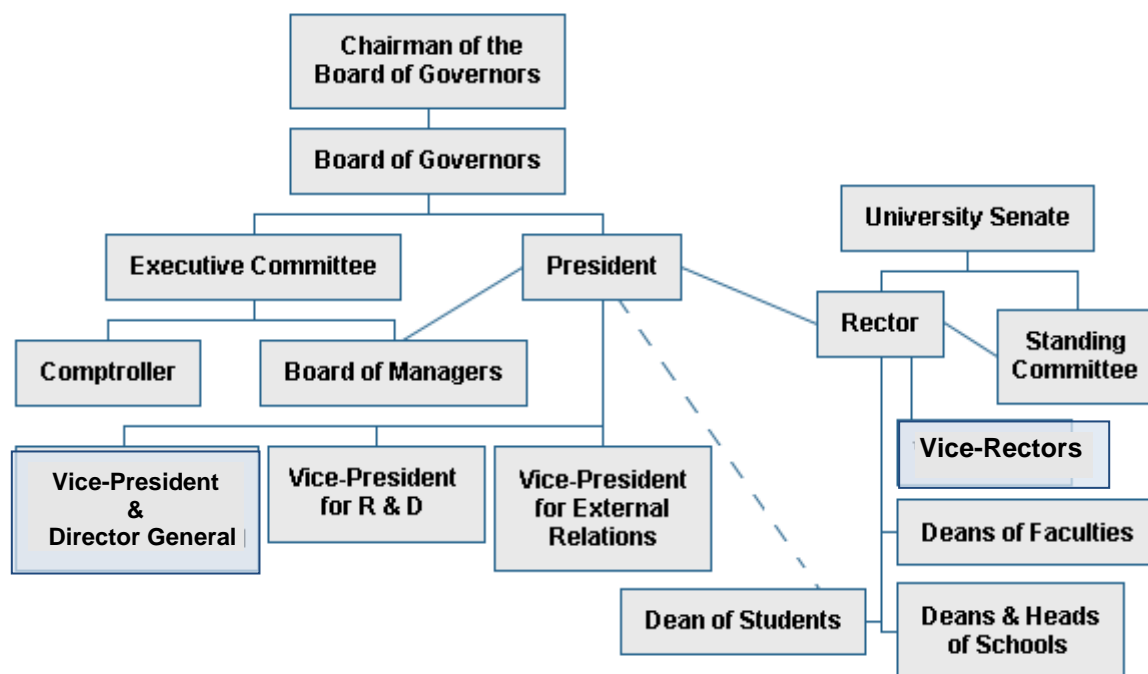 Chairman of the
Board of Governors
Board of Governors
University Senate
Executive Committee
President
Rector
Standing
Committee
Comptroller
Board of Managers
Vice-Rectors
Vice-President
&
Director General
Vice-President
for R & D
Vice-President
for External
Relations
Deans of Faculties
Dean of Students
Deans & Heads
of Schools